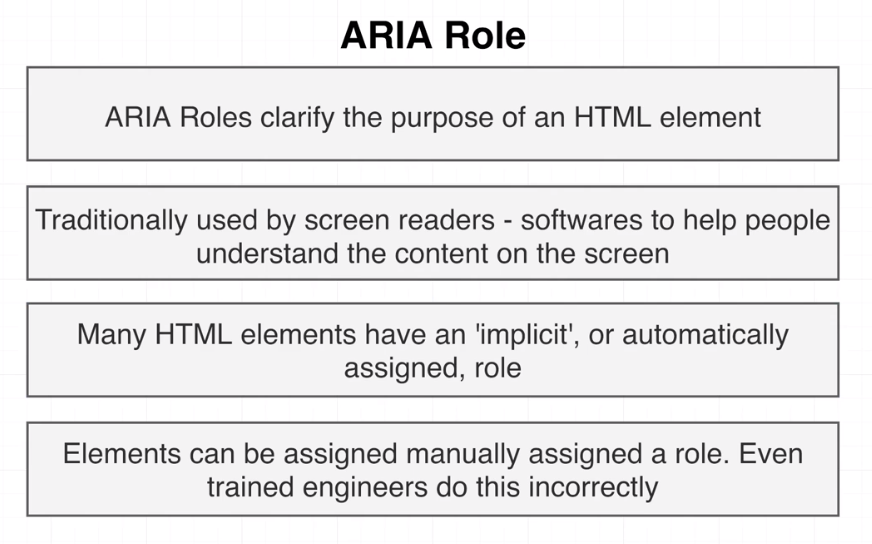 ARIA Role
ARIA Roles clarify the purpose of an HTML element
Traditionally used by screen readers - softwares to help people
understand the content on the screen
Many HTML elements have an 'implicit', or automatically
assigned, role
Elements can be assigned manually assigned a role. Even
trained engineers do this incorrectly